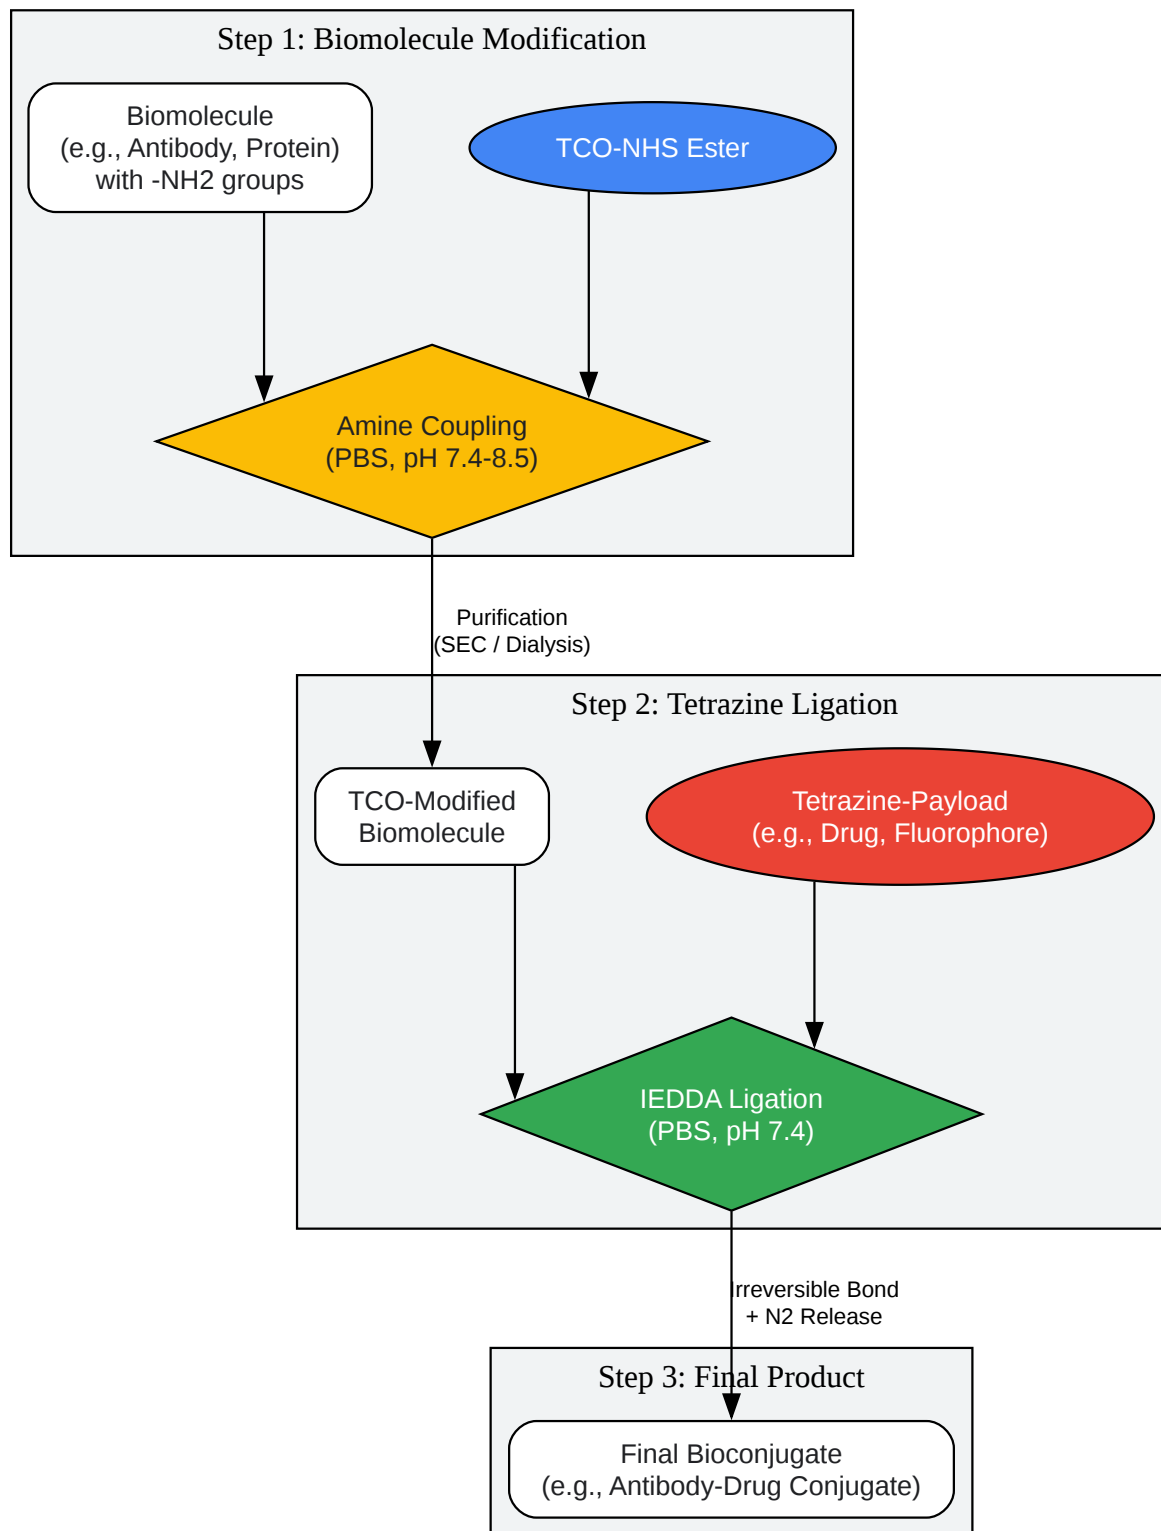 Step 1: Biomolecule Modification
Biomolecule
(e.g., Antibody, Protein)
with -NH2 groups
TCO-NHS Ester
Amine Coupling
(PBS, pH 7.4-8.5)
Purification
(SEC / Dialysis)
Step 2: Tetrazine Ligation
TCO-Modified
Biomolecule
Tetrazine-Payload
(e.g., Drug, Fluorophore)
IEDDA Ligation
(PBS, pH 7.4)
Irreversible Bond
+ N2 Release
Step 3: Final Product
Final Bioconjugate
(e.g., Antibody-Drug Conjugate)